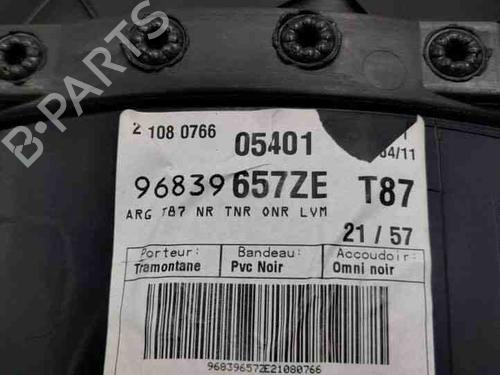 B-PARTS
2 108 0766 05401
04/11
96839 657ZE T87
ARG T87 NR TNR ONR LVM
21 / 57
Porteur: Bandeau: Accoudoir:
Tramontane Pvc Noir Omni noir
96839657ZE21080766